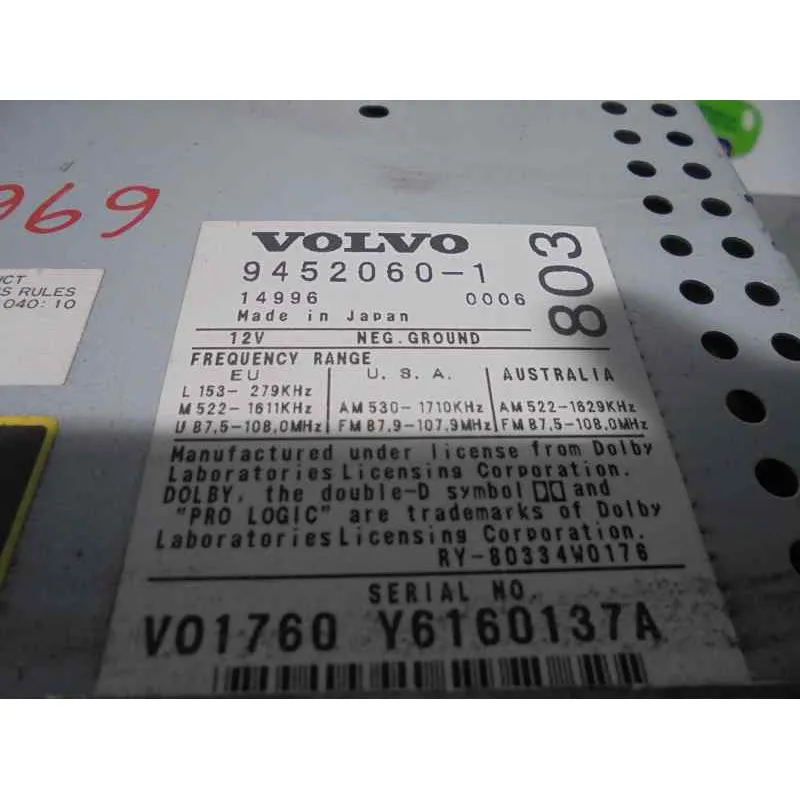 969
UCT
S RULES
1040:10
VOLVO
9452060-1
803
14996 0006
Made in Japan
12V NEG.GROUND
FREQUENCY RANGE
EU U.S.A. AUSTRALIA
L 153-279KHz
M 522-1611KHz AM 530-1710KHz AM 522-1629KHz
U 87,5-108,0MHz FM 87,9-107,9MHz FM 87,5-108,0MHz
Manufactured under license from Dolby
Laboratories Licensing Corporation.
DOLBY, the double-D symbol and
"PRO LOGIC" are trademarks of Dolby
Laboratories Licensing Corporation.
RY-80334W0176
SERIAL NO
V01760 Y6160137A